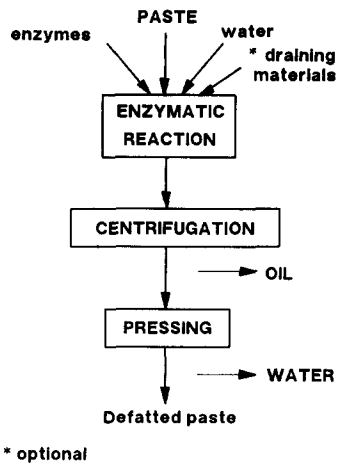 PASTE
enzymes
water
* draining
materials
ENZYMATIC
REACTION
CENTRIFUGATION
OIL
PRESSING
WATER
Defatted paste
* optional